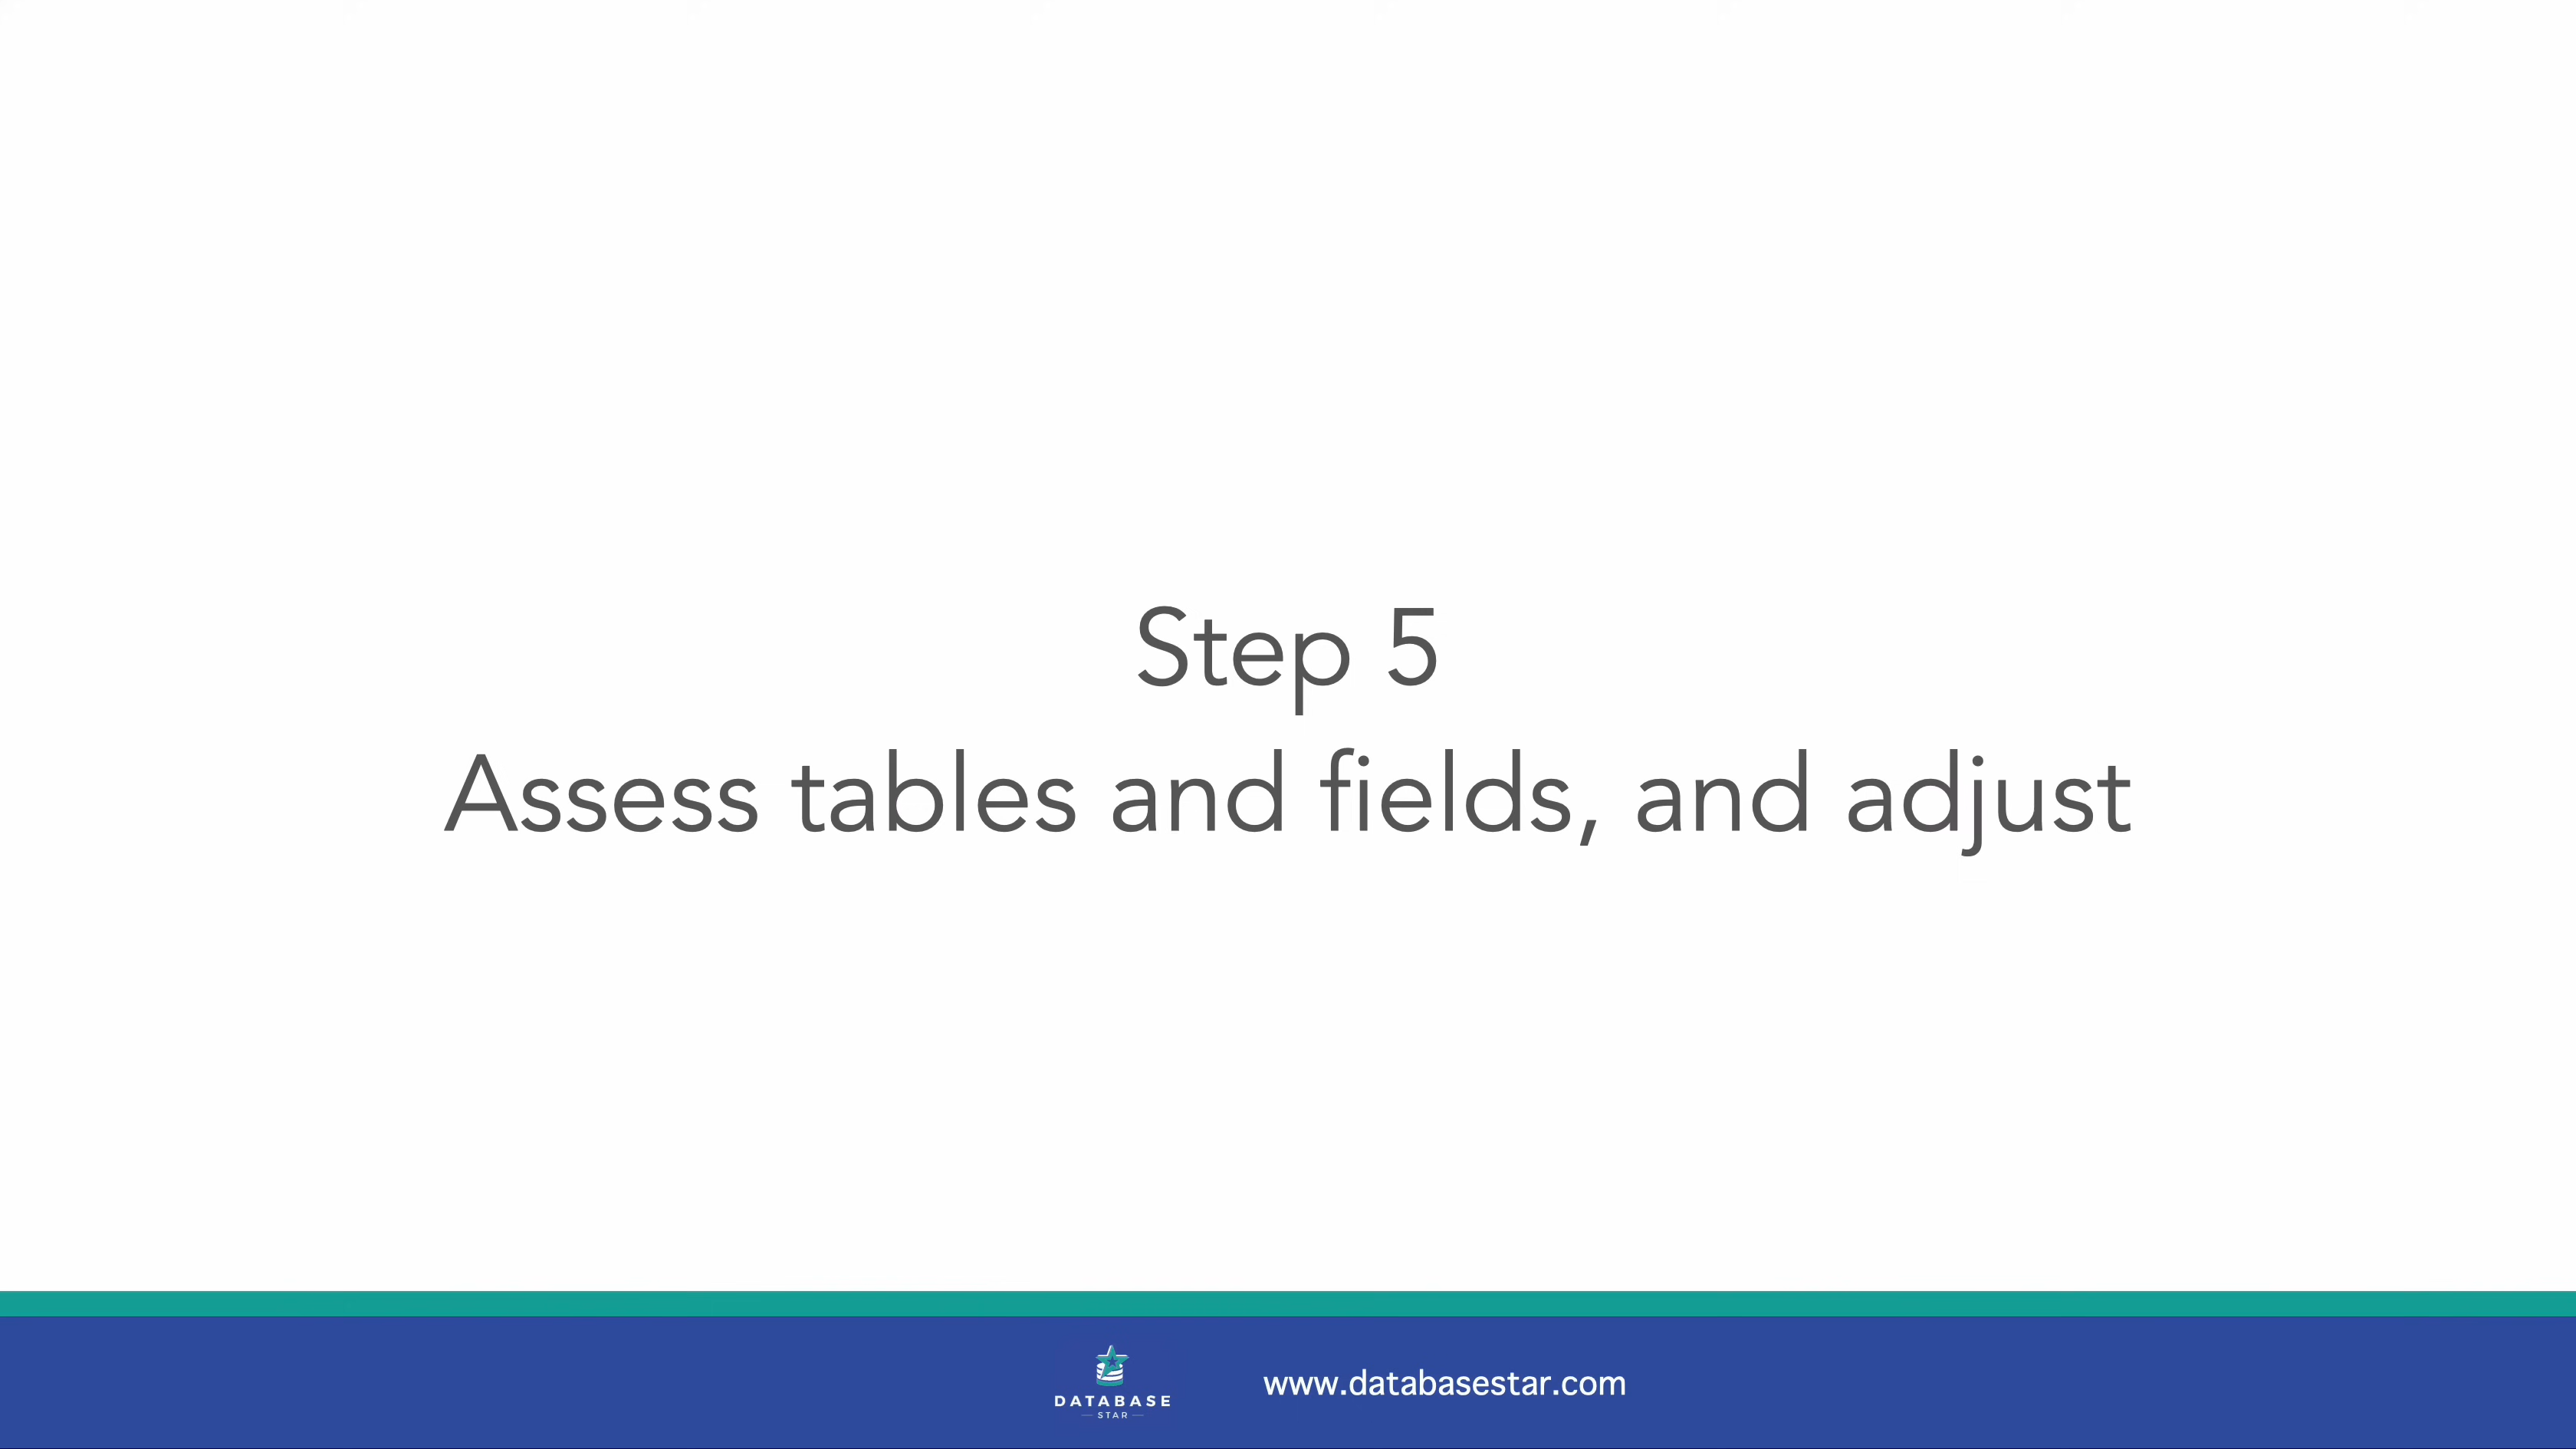 Step 5
Assess tables and fields, and adjust
DATABASE
STAR
www.databasestar.com